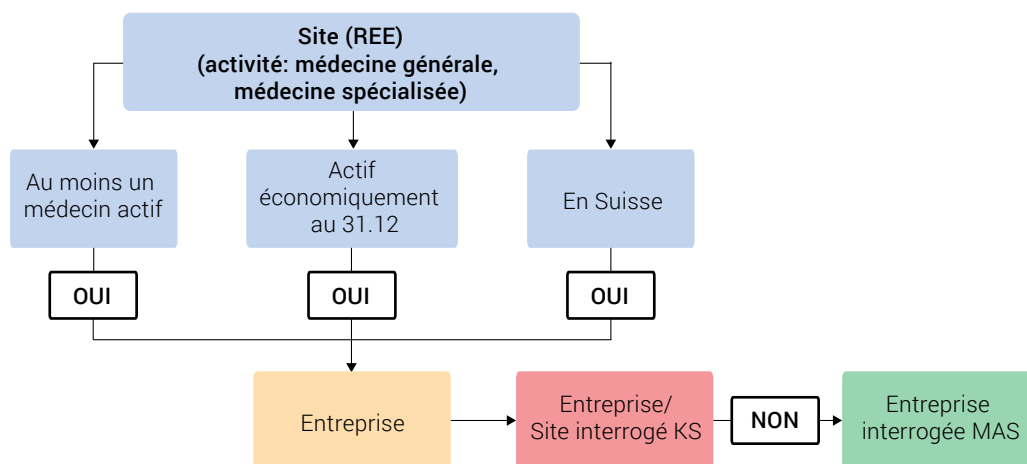 Site (REE)
(activité: médecine générale,
médecine spécialisée)
Au moins un
médecin actif
Actif
économiquement
au 31.12
En Suisse
OUI
OUI
OUI
Entreprise
Entreprise/
Site interrogé KS
NON
Entreprise
interrogée MAS